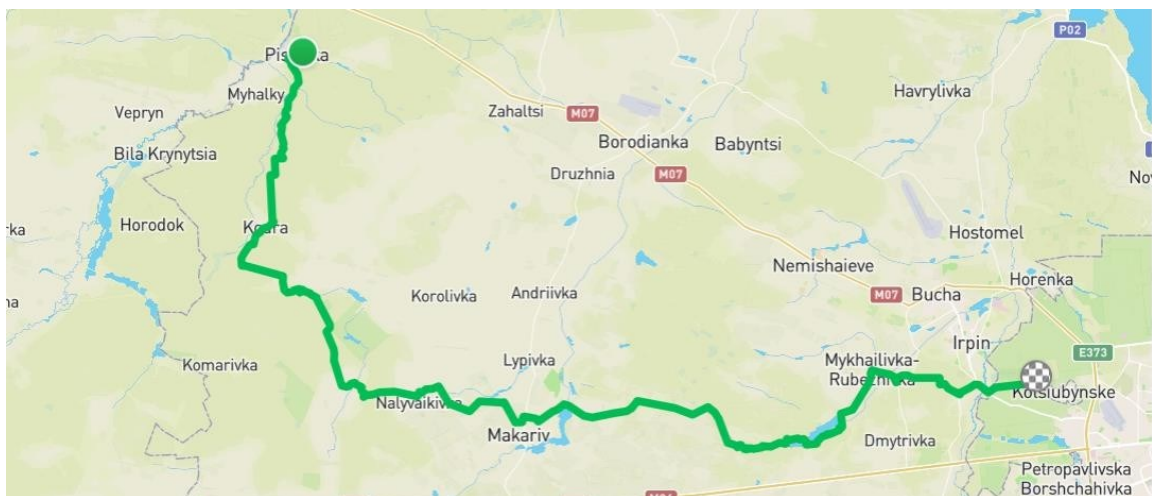 P02
Myhalky
Havrylivka
Vepryn
Zahaltsi
M07
Borodianka
Babyntsi
Bila Krynytsia
Druzhnia
M07
Horodok
Hostomel
Nemishaieve
Horenka
Korolivka
Andriivka
M07
Bucha
Irpin
E373
Lypivka
Mykhailivka-
Komarivka
Makariv
Dmytrivka
Petropavlivska
Borshchahivka